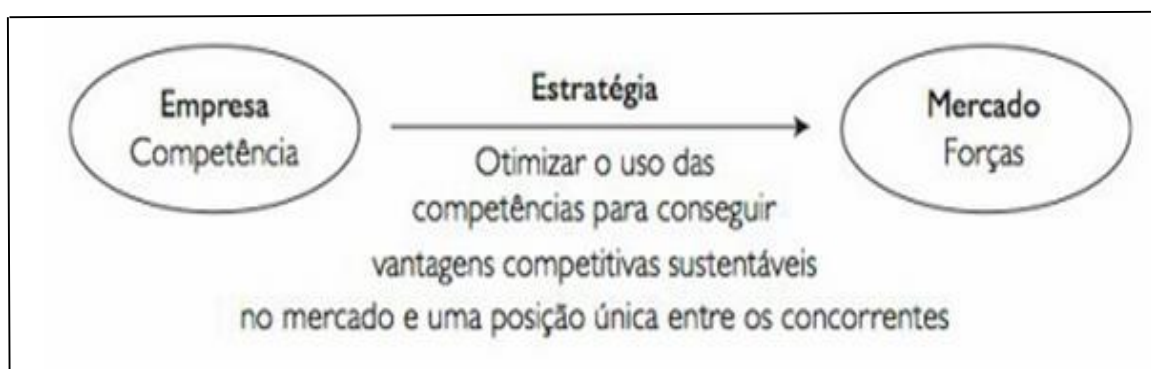 Empresa
Competência
Estratégia
Otimizar o uso das
competências para conseguir
vantagens competitivas sustentáveis
no mercado e uma posição única entre os concorrentes
Mercado
Forças